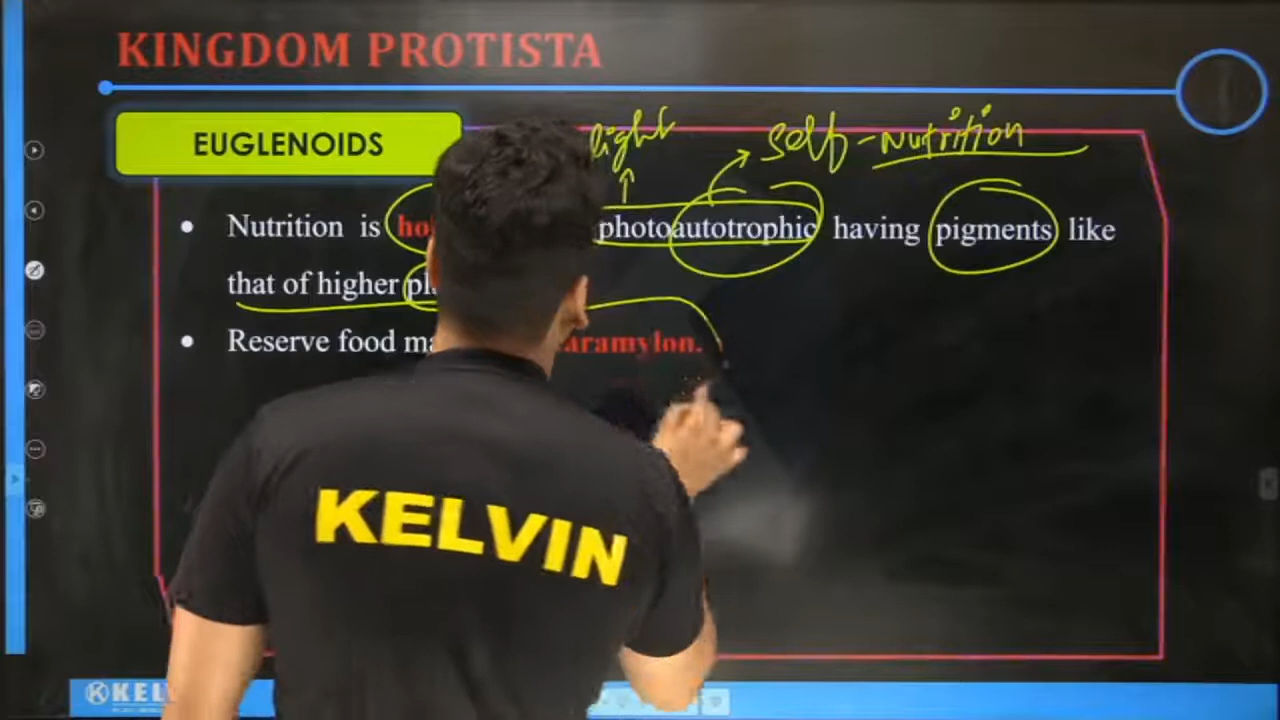 KINGDOM PROTISTA
EUGLENOIDS
light
self-nutrition
Nutrition is photoautotrophic having pigments like
that of higher
Reserve food
KELVIN